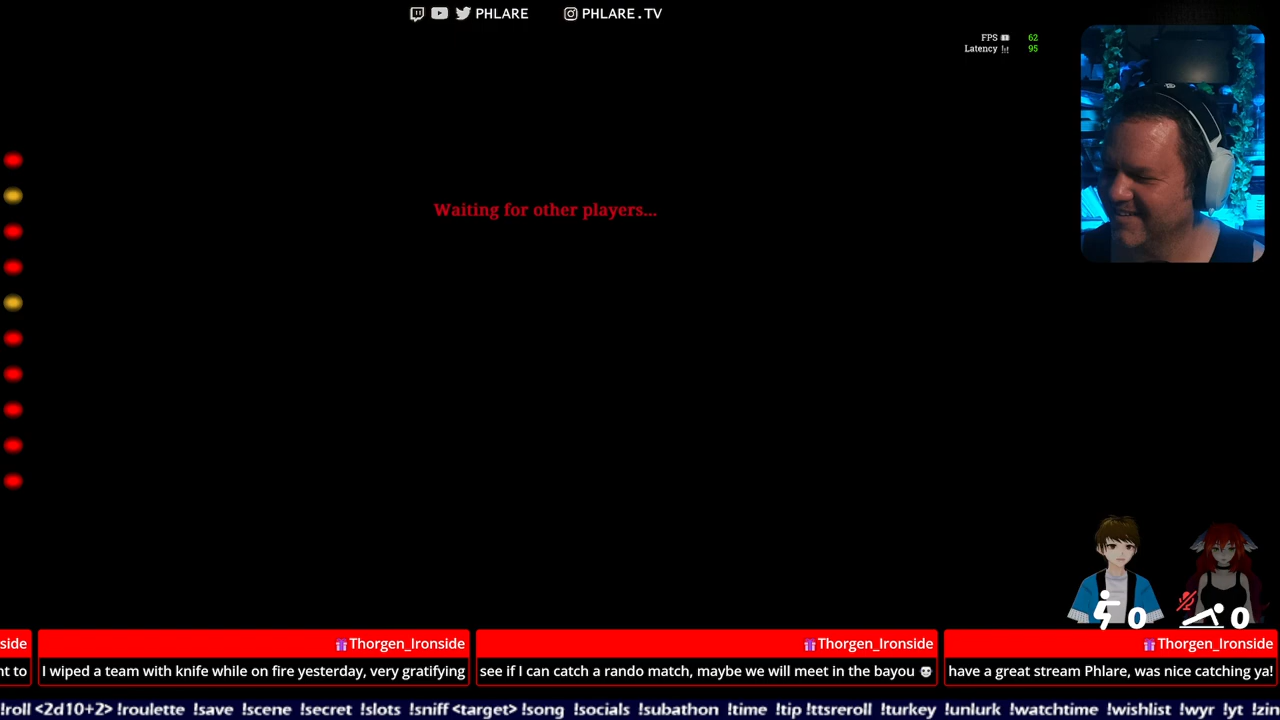 PHLARE PHLARE.TV
FPS 62
Latency 95
Waiting for other players...
0 0
side Thorgen_Ironside Thorgen_Ironside Thorgen_Ironside
nt to I wiped a team with knife while on fire yesterday, very gratifying see if I can catch a rando match, maybe we will meet in the bayou 💀 have a great stream Phlare, was nice catching ya!
!roll <2d10+2> !roulette !save !scene !secret !slots !sniff <target> !song !socials !subathon !time !tip !ttsreroll !turkey !unlurk !watchtime !wishlist !wyr !yt !zin